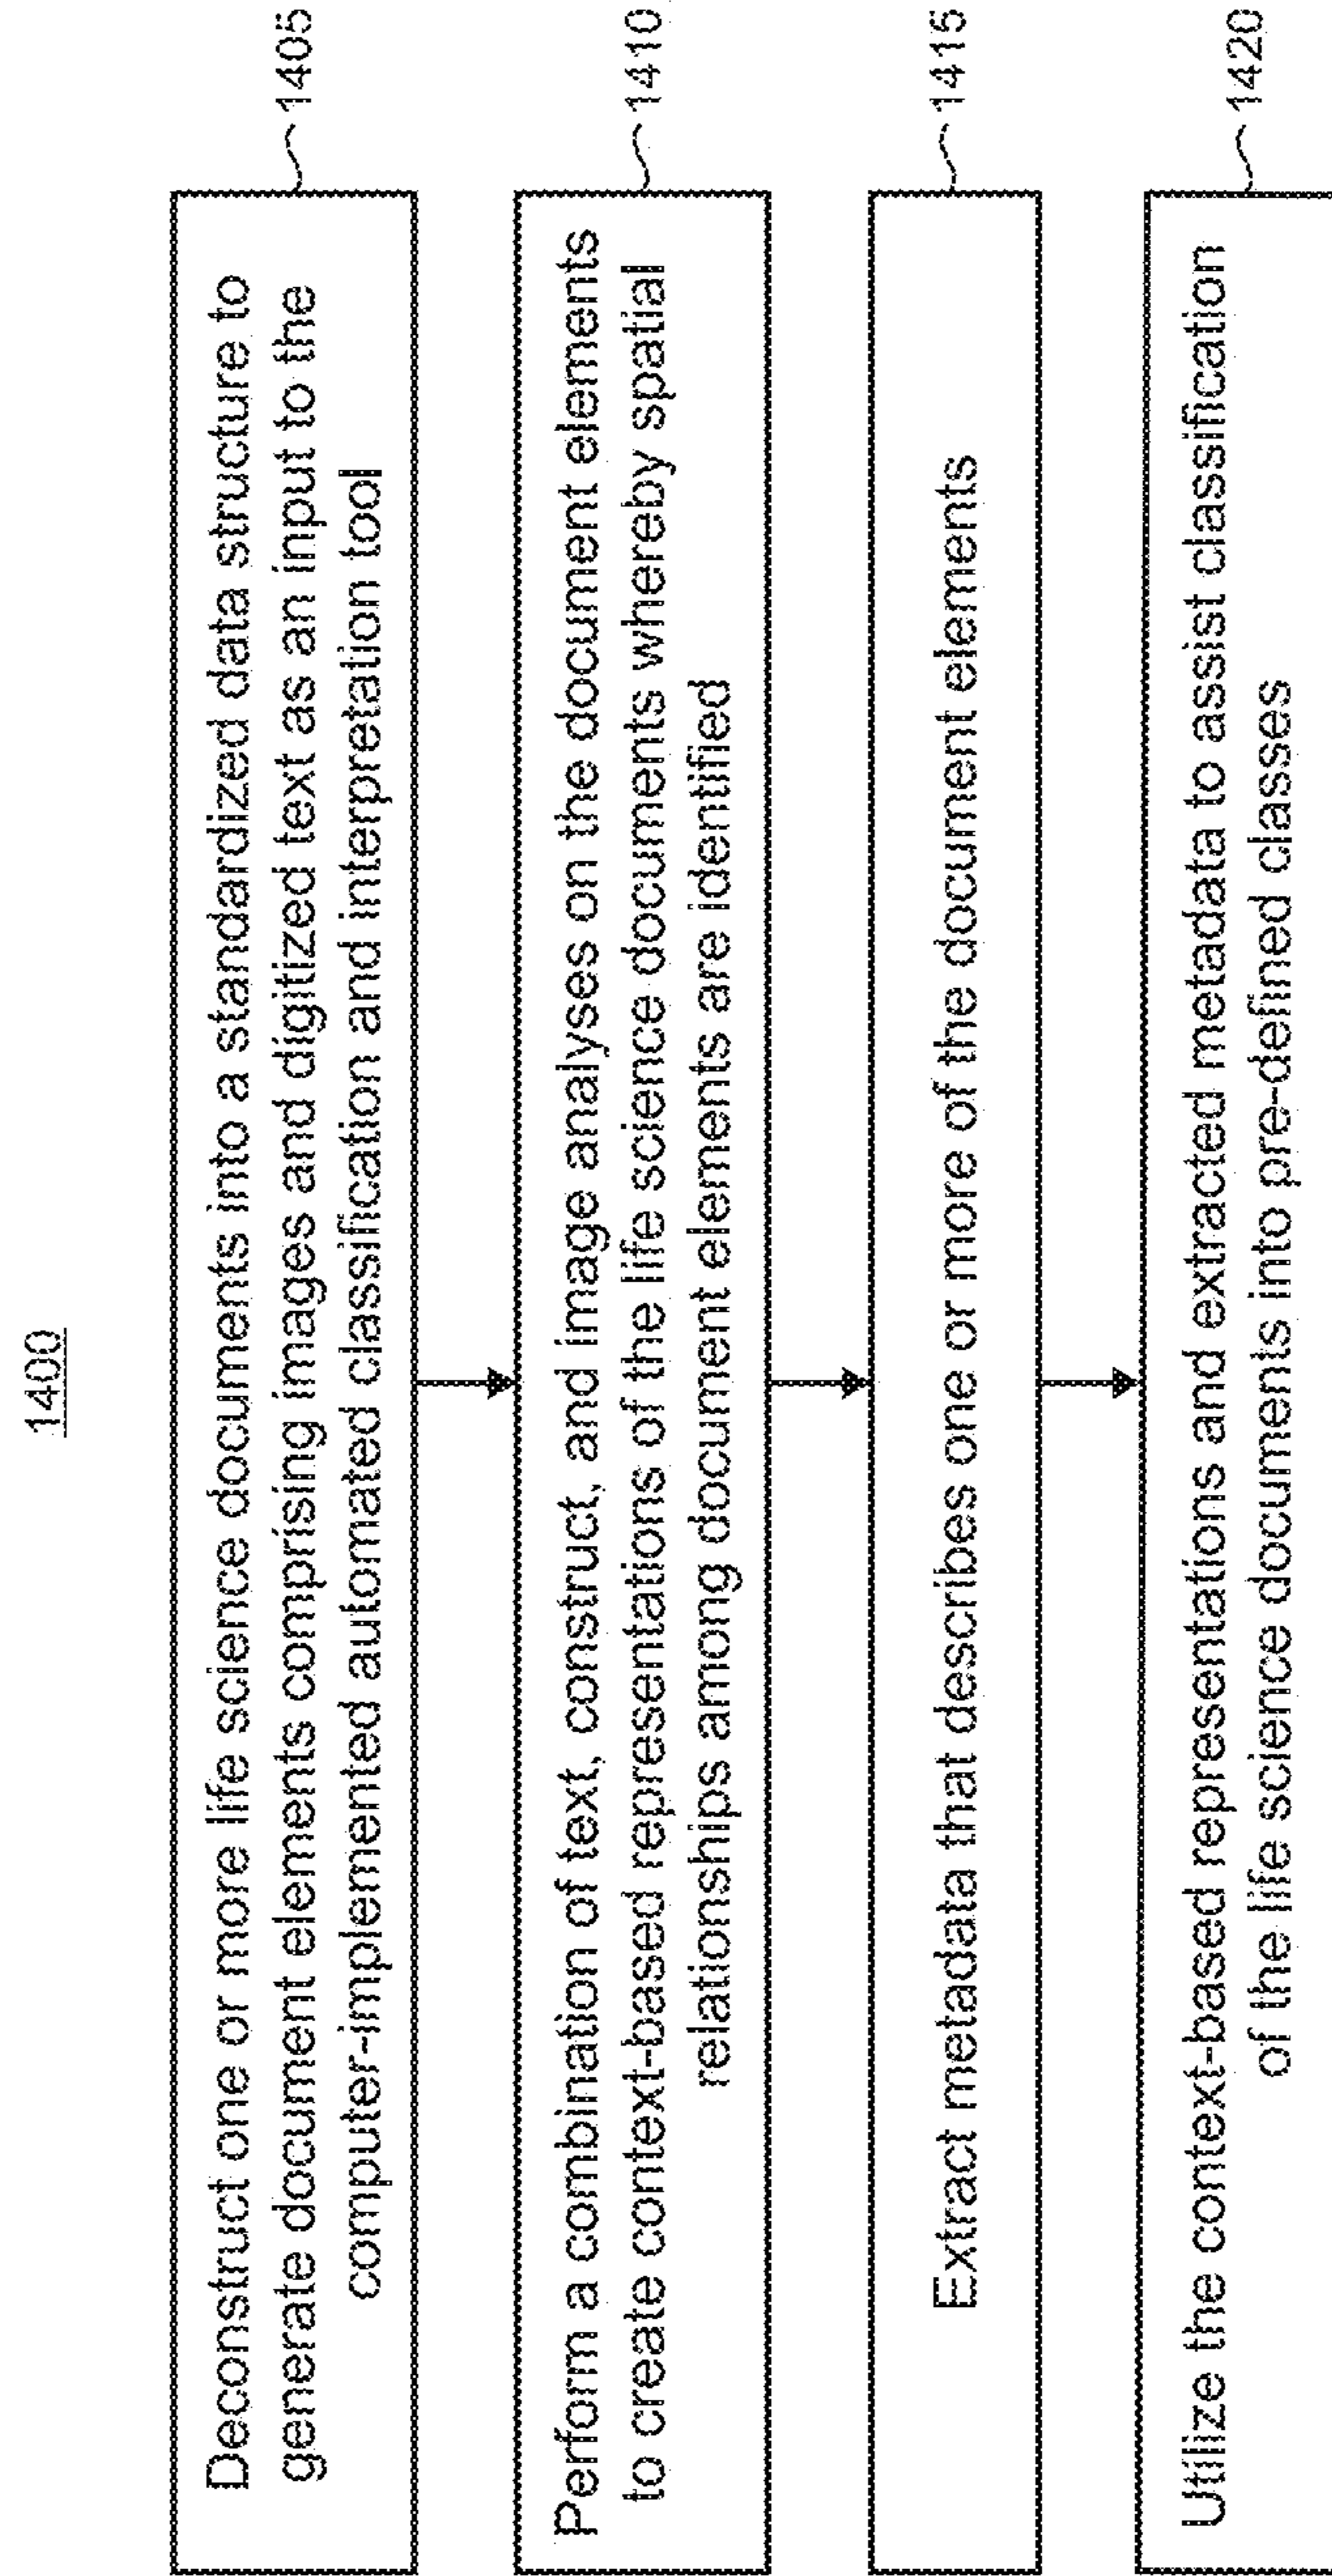 1400
Deconstruct one or more life science documents into a standardized data structure to
generate document elements comprising images and digitized text as an input to the
computer-implemented automated classification and interpretation tool
1405
Perform a combination of text, construct, and image analyses on the document elements
to create context-based representations of the life science documents whereby spatial
relationships among document elements are identified
1410
Extract metadata that describes one or more of the document elements
1415
Utilize the context-based representations and extracted metadata to assist classification
of the life science documents into pre-defined classes
1420